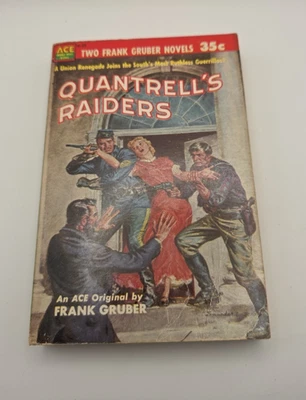 ACE
TWO FRANK GRUBER NOVELS 35c
A Union Renegade Joins the South's Most Ruthless Guerrillas!
QUANTRELL'S
RAIDERS
An ACE Original by
FRANK GRUBER